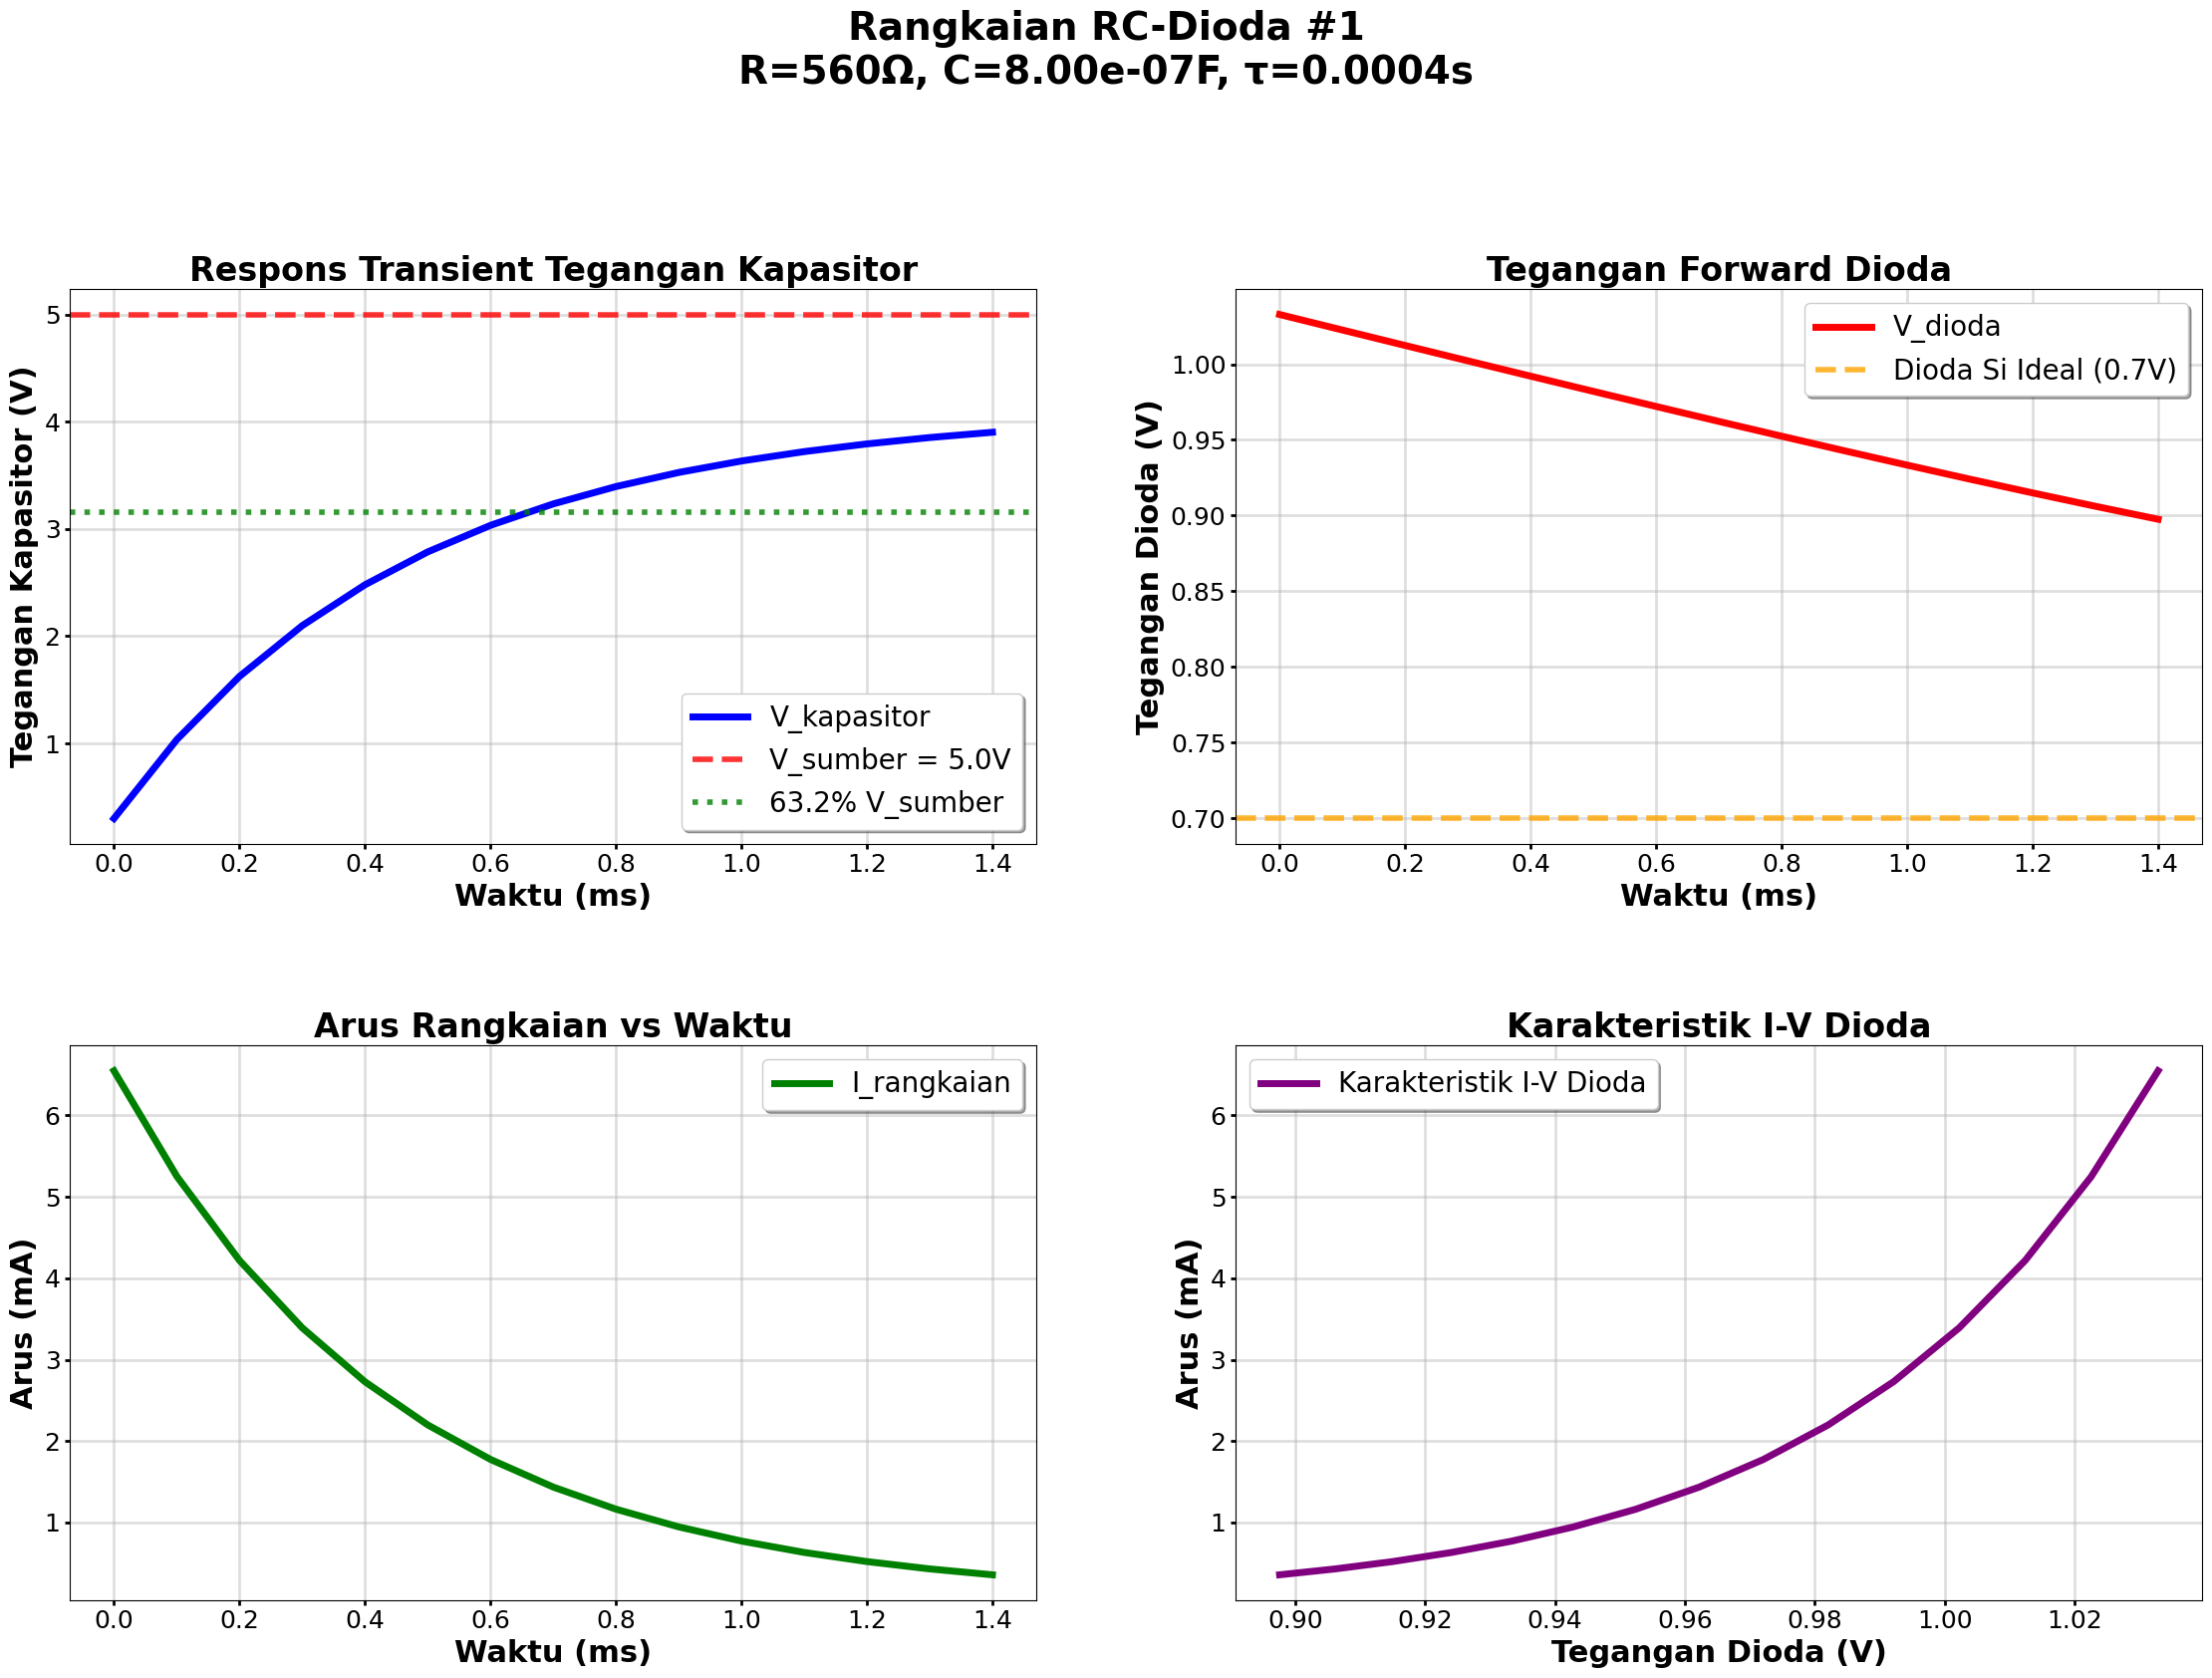 Rangkaian RC-Dioda #1
R=560Ω, C=8.00e-07F, τ=0.0004s
Respons Transient Tegangan Kapasitor
Tegangan Kapasitor (V)
5
4
3
2
1
V_kapasitor
V_sumber = 5.0V
63.2% V_sumber
0.0 0.2 0.4 0.6 0.8 1.0 1.2 1.4
Waktu (ms)
Tegangan Forward Dioda
Tegangan Dioda (V)
1.00
0.95
0.90
0.85
0.80
0.75
0.70
V_dioda
Dioda Si Ideal (0.7V)
0.0 0.2 0.4 0.6 0.8 1.0 1.2 1.4
Waktu (ms)
Arus Rangkaian vs Waktu
Arus (mA)
6
5
4
3
2
1
I_rangkaian
0.0 0.2 0.4 0.6 0.8 1.0 1.2 1.4
Waktu (ms)
Karakteristik I-V Dioda
Arus (mA)
6
5
4
3
2
1
Karakteristik I-V Dioda
0.90 0.92 0.94 0.96 0.98 1.00 1.02
Tegangan Dioda (V)